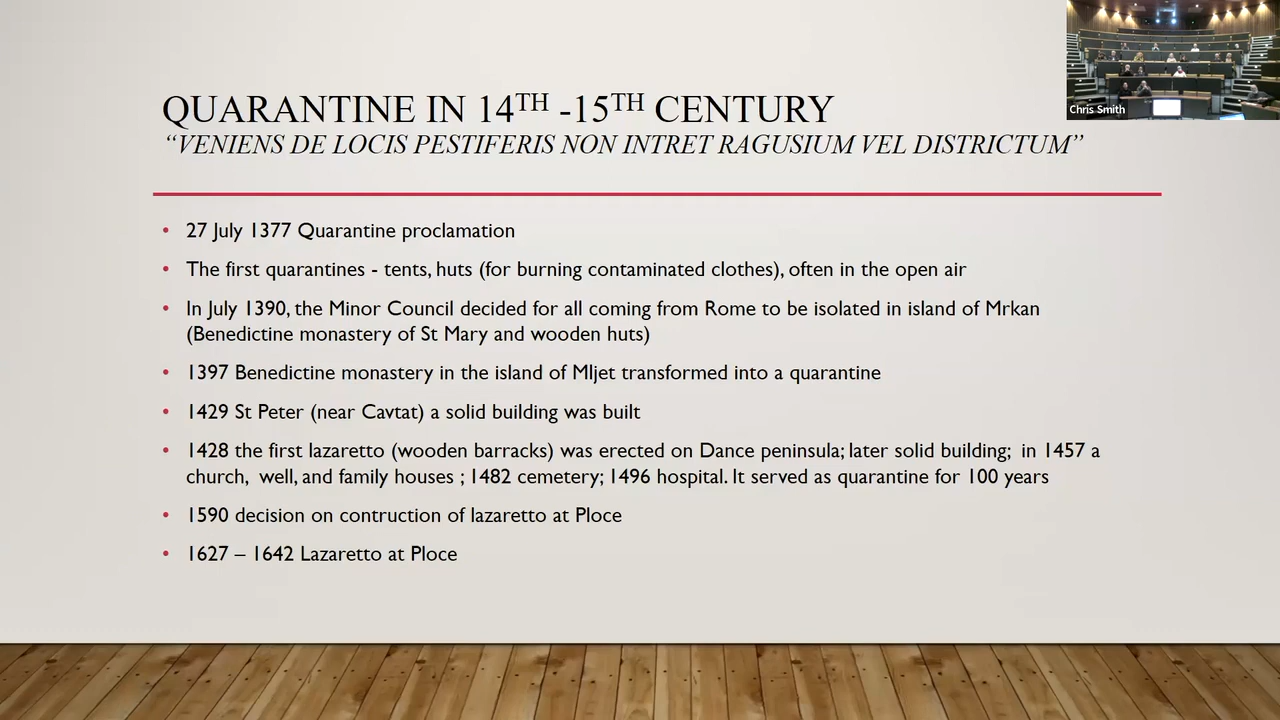 QUARANTINE IN 14TH -15TH CENTURY
“VENIENS DE LOCIS PESTIFERIS NON INTRET RAGUSIUM VEL DISTRICTUM”
Chris Smith
• 27 July 1377 Quarantine proclamation
• The first quarantines - tents, huts (for burning contaminated clothes), often in the open air
• In July 1390, the Minor Council decided for all coming from Rome to be isolated in island of Mrkan
(Benedictine monastery of St Mary and wooden huts)
• 1397 Benedictine monastery in the island of Mljet transformed into a quarantine
• 1429 St Peter (near Cavtat) a solid building was built
• 1428 the first lazaretto (wooden barracks) was erected on Dance peninsula; later solid building; in 1457 a
church, well, and family houses ; 1482 cemetery; 1496 hospital. It served as quarantine for 100 years
• 1590 decision on contruction of lazaretto at Ploce
• 1627 – 1642 Lazaretto at Ploce